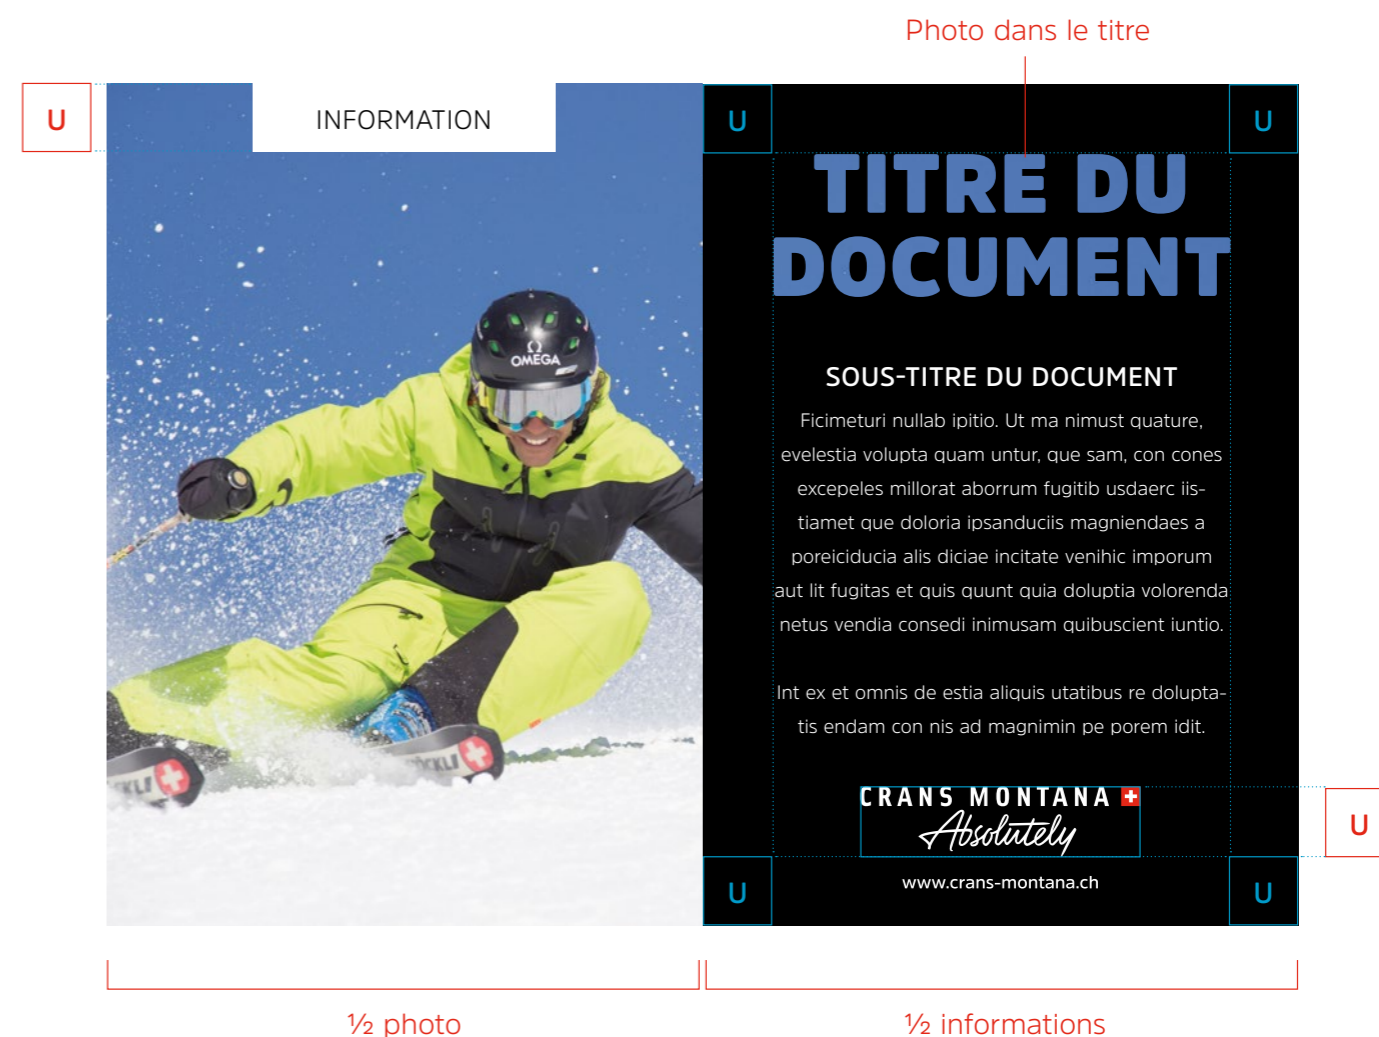 Photo dans le titre
U
INFORMATION
U
U
TITRE DU
DOCUMENT
OMEGA
SOUS-TITRE DU DOCUMENT
Ficimeturi nullab ipitio. Ut ma nimust quature,
evelestia volupta quam untur, que sam, con cones
excepeles millorat aborrum fugitib usdaerc iis-
tiamet que doloria ipsanduciis magniendaes a
poreiciducia alis diciae incitate venihic imporum
aut lit fugitas et quis quunt quia doluptia volorenda
netus vendia consedi inimusam quibuscient iuntio.
Int ex et omnis de estia aliquis utatibus re dolupta-
tis endam con nis ad magnimin pe porem idit.
CRANS MONTANA
Absolutely
U
www.crans-montana.ch
U
U
½ photo
½ informations